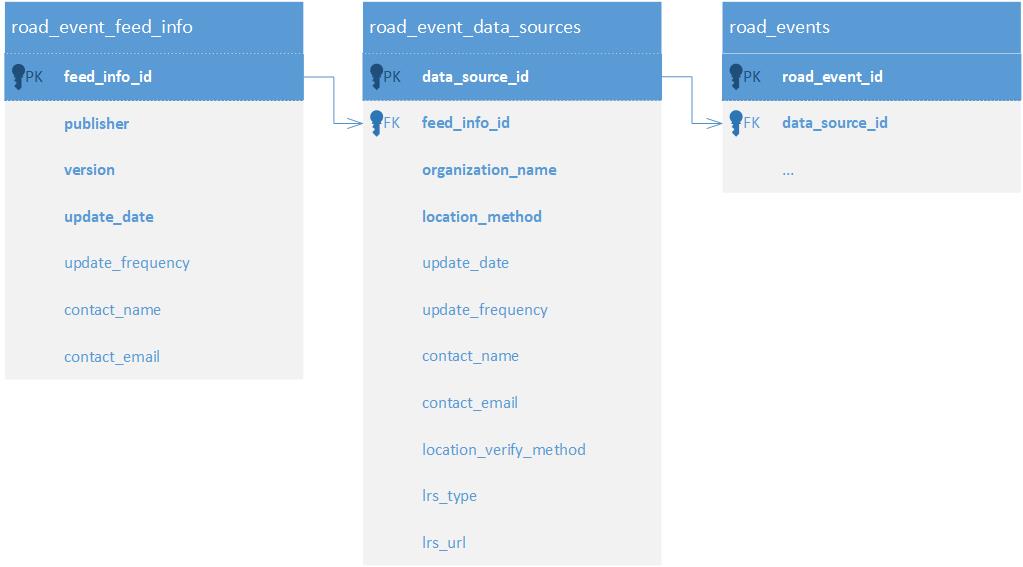 road_event_feed_info
PK feed_info_id
publisher
version
update_date
update_frequency
contact_name
contact_email
road_event_data_sources
PK data_source_id
FK feed_info_id
organization_name
location_method
update_date
update_frequency
contact_name
contact_email
location_verify_method
lrs_type
lrs_url
road_events
PK road_event_id
FK data_source_id
...